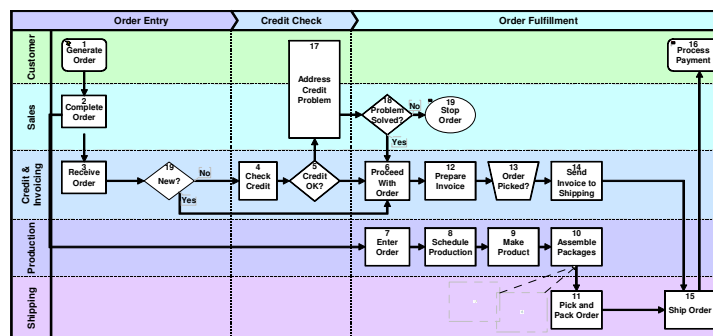 Order Entry
Credit Check
Order Fulfillment
Customer
Sales
Credit &
Invoicing
Production
Shipping
1
Generate
Order
17
Address
Credit
Problem
16
Process
Payment
2
Complete
Order
18
Problem
Solved?
No
19
Stop
Order
Yes
3
Receive
Order
19
New?
No
Yes
4
Check
Credit
5
Credit
OK?
6
Proceed
With
Order
12
Prepare
Invoice
13
Order
Picked?
14
Send
Invoice to
Shipping
7
Enter
Order
8
Schedule
Production
9
Make
Product
10
Assemble
Packages
11
Pick and
Pack Order
15
Ship Order